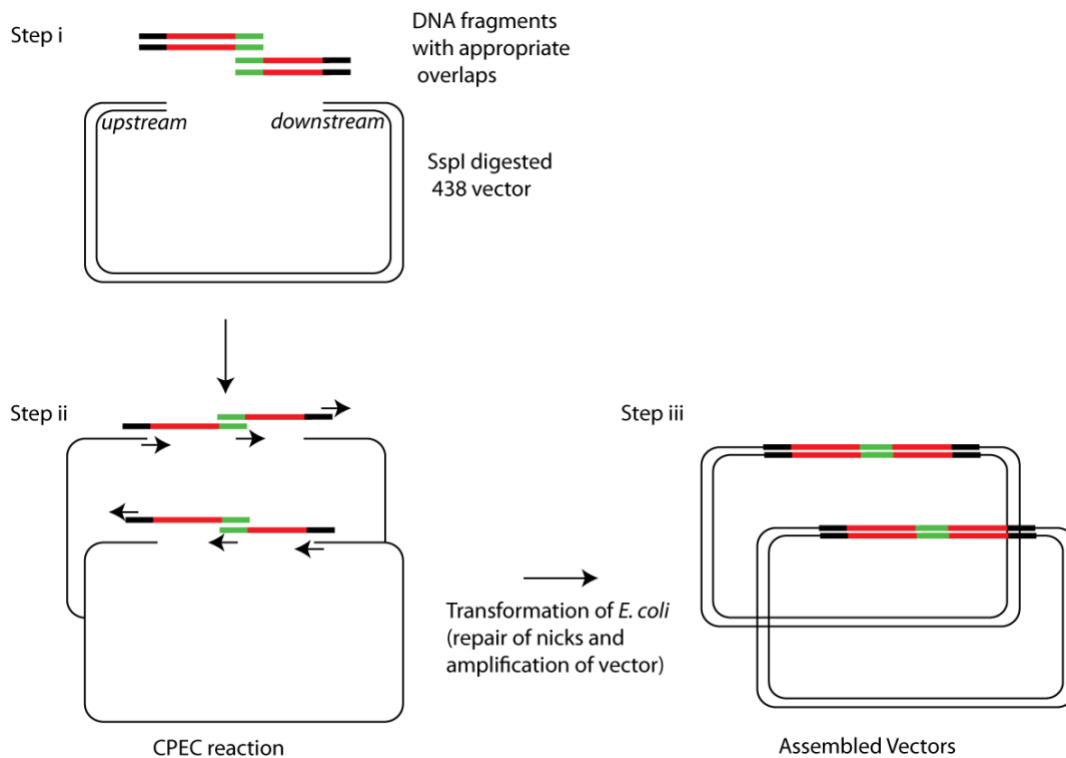 Step i
DNA fragments
with appropriate
overlaps
upstream
downstream
SspI digested
438 vector
Step ii
Step iii
Transformation of E. coli
(repair of nicks and
amplification of vector)
CPEC reaction
Assembled Vectors